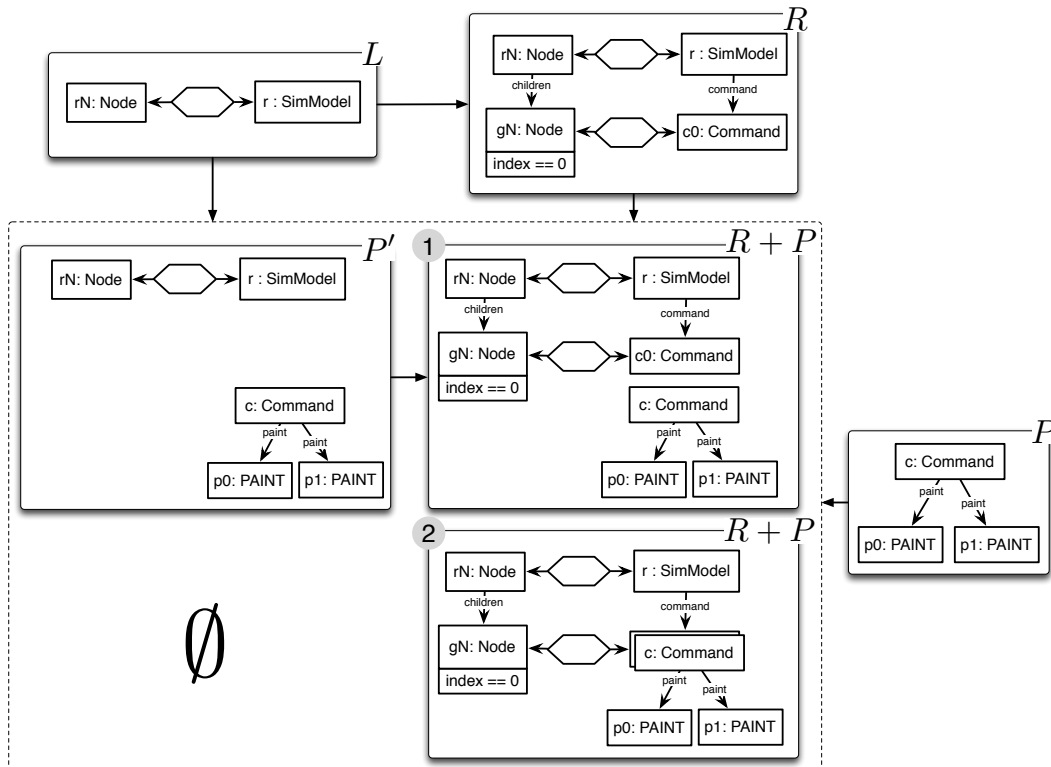 L
rN: Node
r : SimModel
R
rN: Node
r : SimModel
children
command
gN: Node
c0: Command
index == 0
P′
rN: Node
r : SimModel
c: Command
paint
paint
p0: PAINT
p1: PAINT
∅
1
R + P
rN: Node
r : SimModel
children
command
gN: Node
c0: Command
index == 0
c: Command
paint
paint
p0: PAINT
p1: PAINT
2
R + P
rN: Node
r : SimModel
children
command
gN: Node
c: Command
index == 0
paint
paint
p0: PAINT
p1: PAINT
P
c: Command
paint
paint
p0: PAINT
p1: PAINT